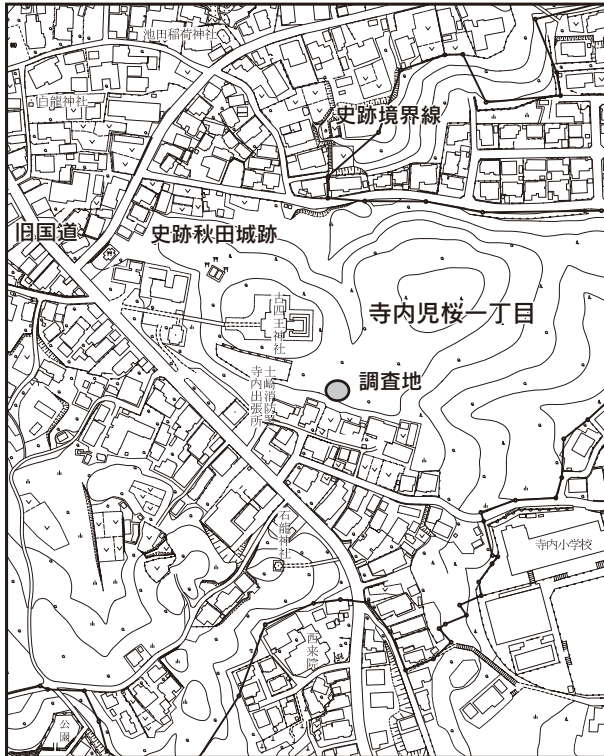 池田稲荷神社
白龍神社
史跡境界線
旧国道
史跡秋田城跡
古四王神社
寺内児桜一丁目
土崎消防署
寺内出張所
調査地
石龍神社
寺内小学校
西来院
公園